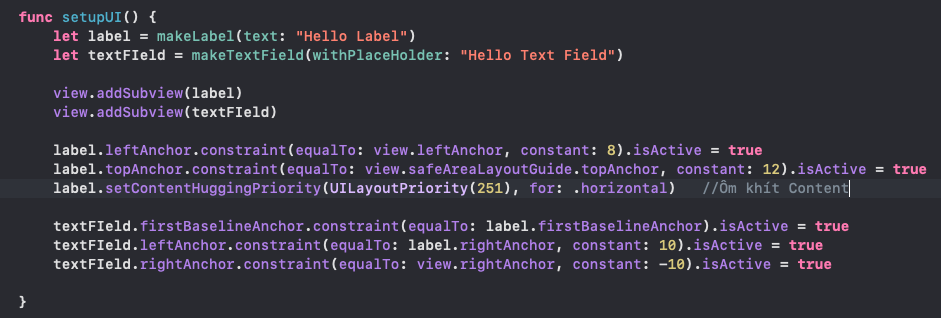 func setupUI() {
let label = makeLabel(text: "Hello Label")
let textFIeld = makeTextField(withPlaceHolder: "Hello Text Field")
view.addSubview(label)
view.addSubview(textFIeld)
label.leftAnchor.constraint(equalTo: view.leftAnchor, constant: 8).isActive = true
label.topAnchor.constraint(equalTo: view.safeAreaLayoutGuide.topAnchor, constant: 12).isActive = true
label.setContentHuggingPriority(UILayoutPriority(251), for: .horizontal)   //Ôm khít Content
textFIeld.firstBaselineAnchor.constraint(equalTo: label.firstBaselineAnchor).isActive = true
textFIeld.leftAnchor.constraint(equalTo: label.rightAnchor, constant: 10).isActive = true
textFIeld.rightAnchor.constraint(equalTo: view.rightAnchor, constant: -10).isActive = true
}